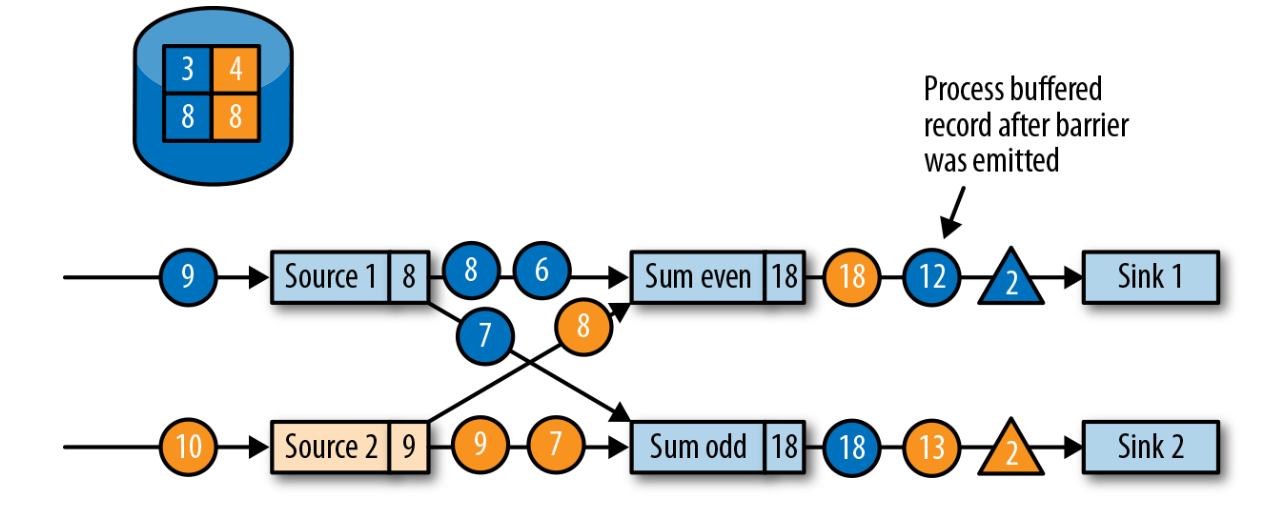 3 4
8 8
Process buffered
record after barrier
was emitted
9 Source 1 8 8 6 Sum even 18 18 12 2 Sink 1
7 8
10 Source 2 9 9 7 Sum odd 18 18 13 2 Sink 2